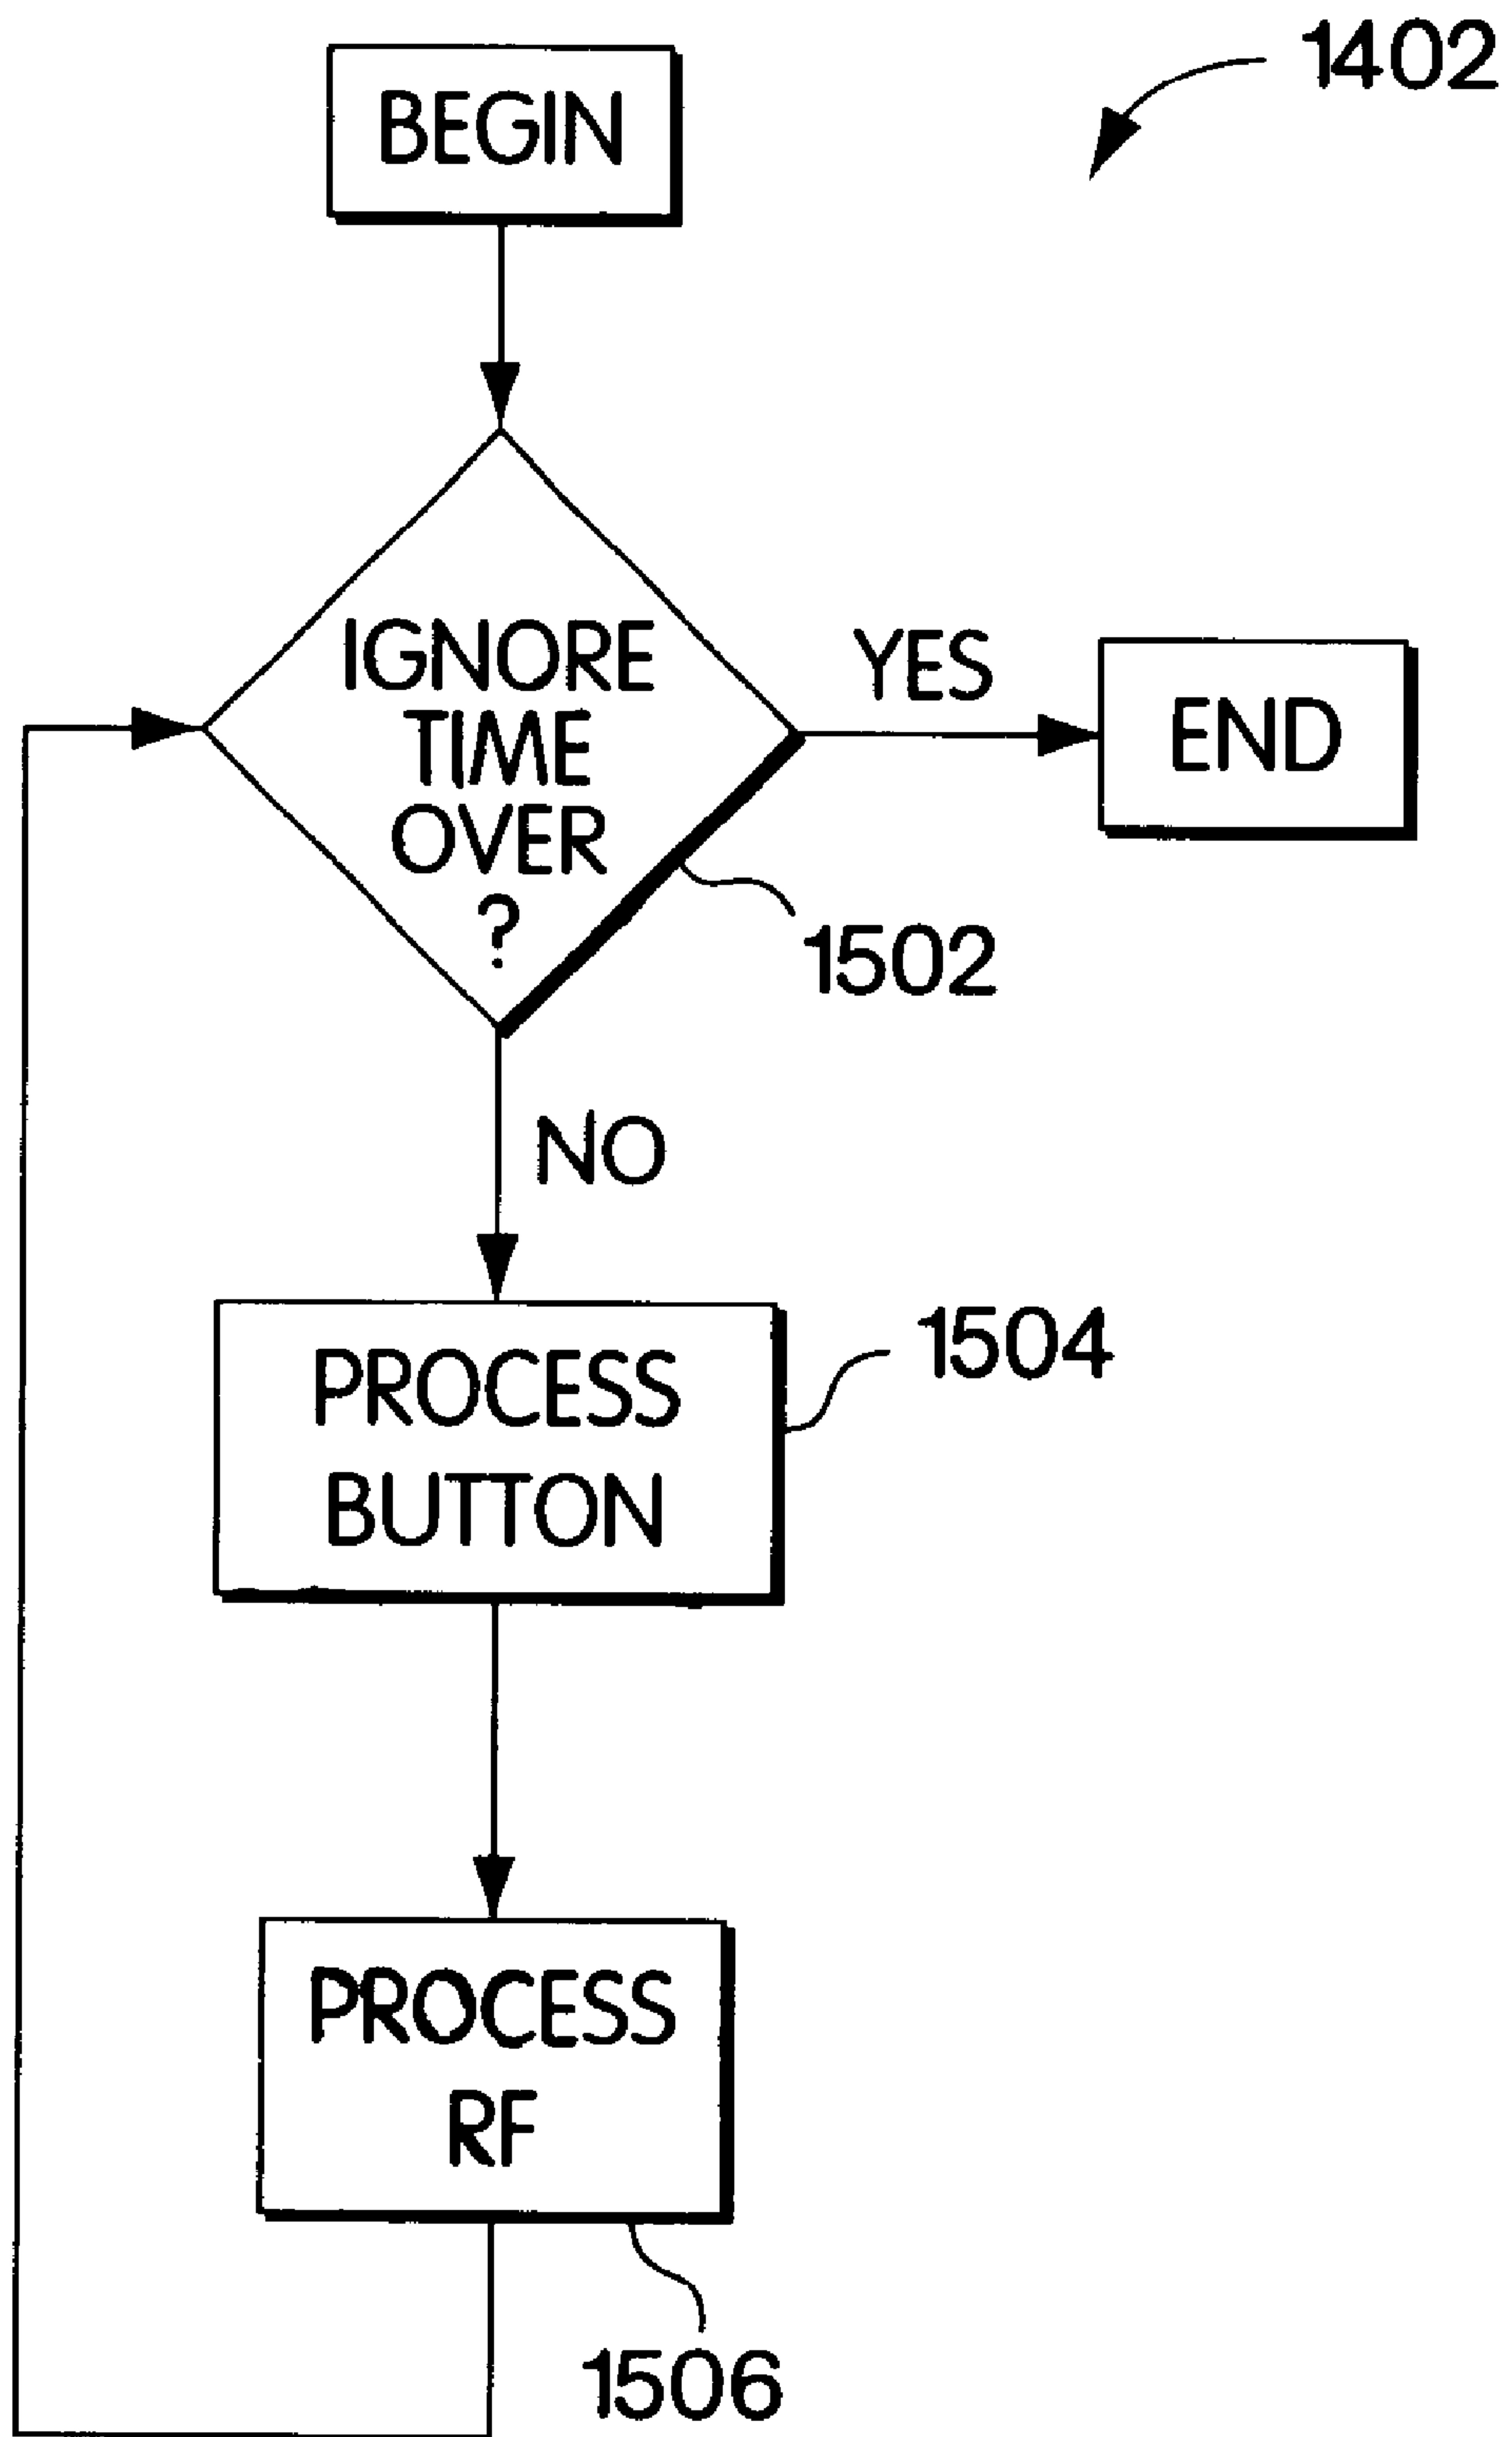 1402
BEGIN
IGNORE
TIME
OVER
?
YES
END
1502
NO
PROCESS
BUTTON
1504
PROCESS
RF
1506